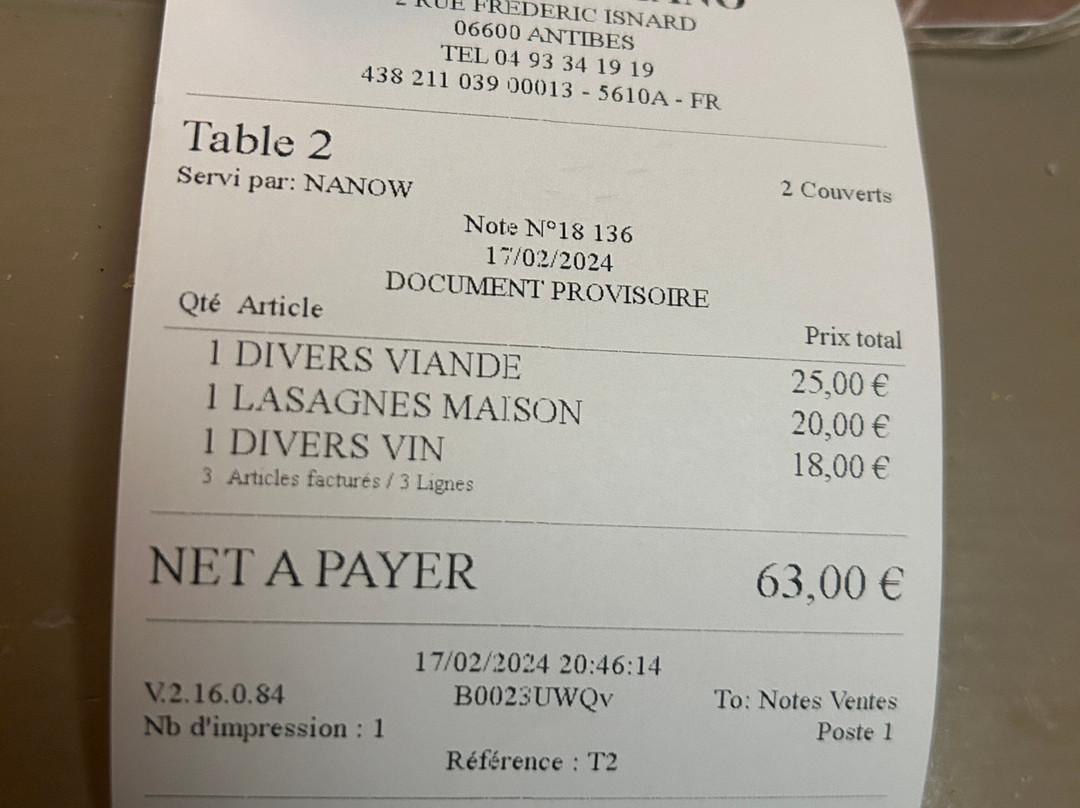 2 RUE FREDERIC ISNARD
06600 ANTIBES
TEL 04 93 34 19 19
438 211 039 00013 - 5610A - FR
Table 2
Servi par: NANOW 2 Couverts
Note N°18 136
17/02/2024
DOCUMENT PROVISOIRE
Qté Article Prix total
1 DIVERS VIANDE 25,00 €
1 LASAGNES MAISON 20,00 €
1 DIVERS VIN 18,00 €
3 Articles facturés / 3 Lignes
NET A PAYER 63,00 €
17/02/2024 20:46:14
V.2.16.0.84 B0023UWQv To: Notes Ventes
Nb d'impression : 1 Poste 1
Référence : T2